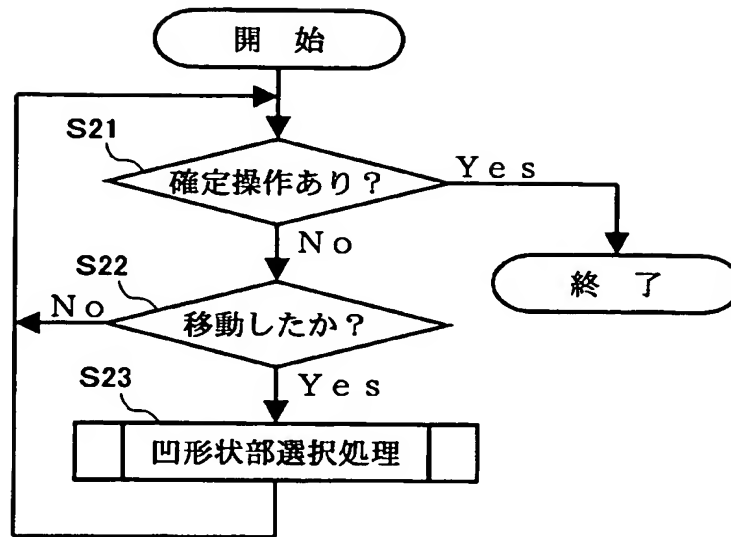 開 始
S21
確定操作あり?
Yes
No
終 了
S22
No
移動したか?
Yes
S23
凹形状部選択処理